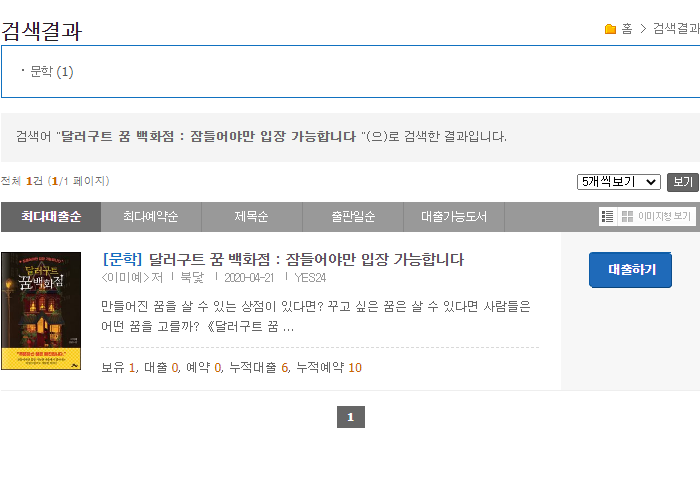 검색결과
홈 > 검색결과
· 문학 (1)
검색어 "달러구트 꿈 백화점 : 잠들어야만 입장 가능합니다 "(으)로 검색한 결과입니다.
전체 1건 (1/1 페이지)
5개씩보기 보기
최다대출순 최다예약순 제목순 출판일순 대출가능도서 이미지형 보기
달러구트
꿈 백화점
[문학] 달러구트 꿈 백화점 : 잠들어야만 입장 가능합니다
<이미예>저 | 북닻 | 2020-04-21 | YES24
대출하기
만들어진 꿈을 살 수 있는 상점이 있다면? 꾸고 싶은 꿈은 살 수 있다면 사람들은
어떤 꿈을 고를까? 《달러구트 꿈 ...
보유 1, 대출 0, 예약 0, 누적대출 6, 누적예약 10
1